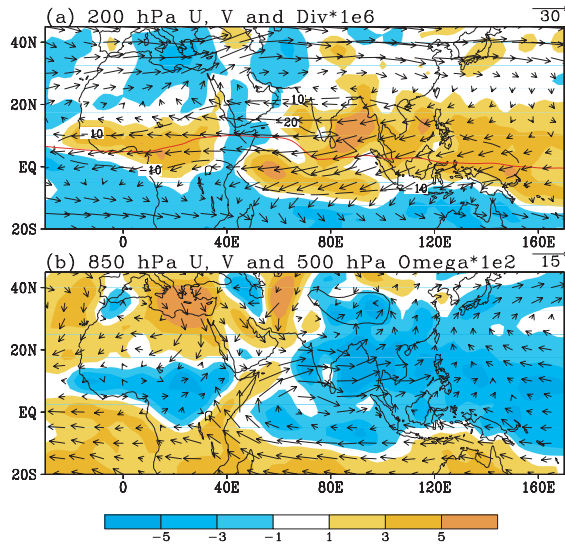 (a) 200 hPa U, V and Div*1e6
30
40N
20N
EQ
20S
-10
-20
-10
-10
-10
0 40E 80E 120E 160E
(b) 850 hPa U, V and 500 hPa Omega*1e2
15
40N
20N
EQ
20S
0 40E 80E 120E 160E
-5 -3 -1 1 3 5